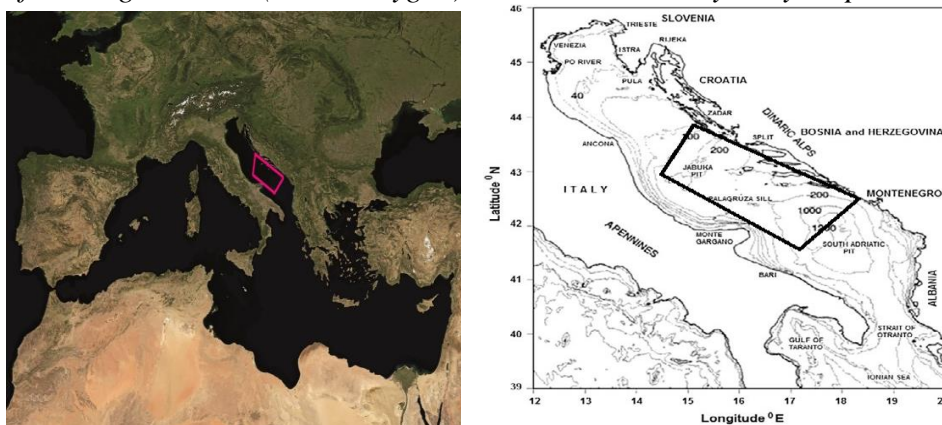 46
45
44
43
42
41
40
39
12 13 14 15 16 17 18 19
Latitude ⁰N
Longitude ⁰E
SLOVENIA
TRIESTE
VENEZIA
ISTRA
RIJEKA
PO RIVER
PULA
CROATIA
40
ZADAR
DINARIC ALPS
BOSNIA and HERZEGOVINA
ANCONA
SPLIT
200
JABUKA
PIT
ITALY
200
MONTENEGRO
PALAGRUZA SILL
1000
1200
MONTE
GARGANO
SOUTH ADRIATIC
PIT
APENNINES
BARI
ALBANIA
GULF OF
TARANTO
STRAIT OF
OTRANTO
IONIAN SEA